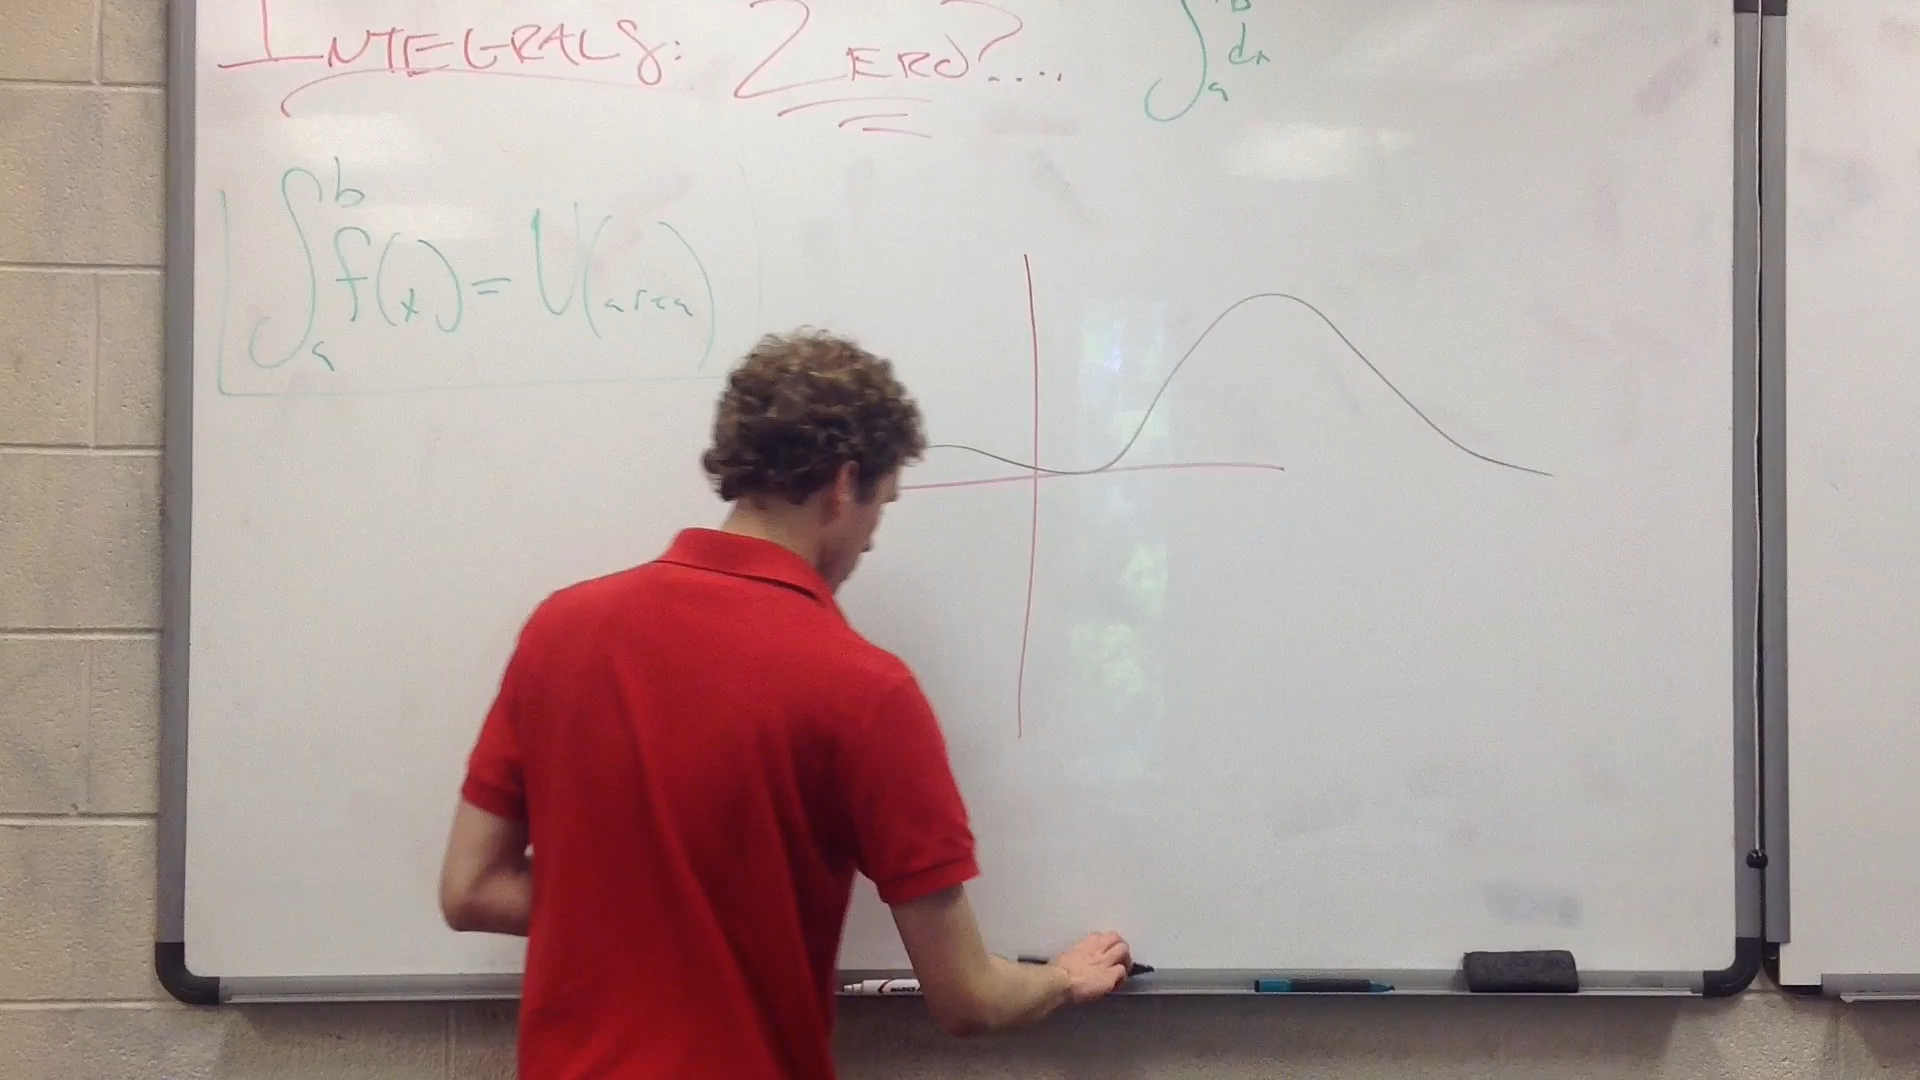 INTEGRALS: ZERO?....
∫ₐᵇ dx
∫ₐᵇ f(x) = U(area)